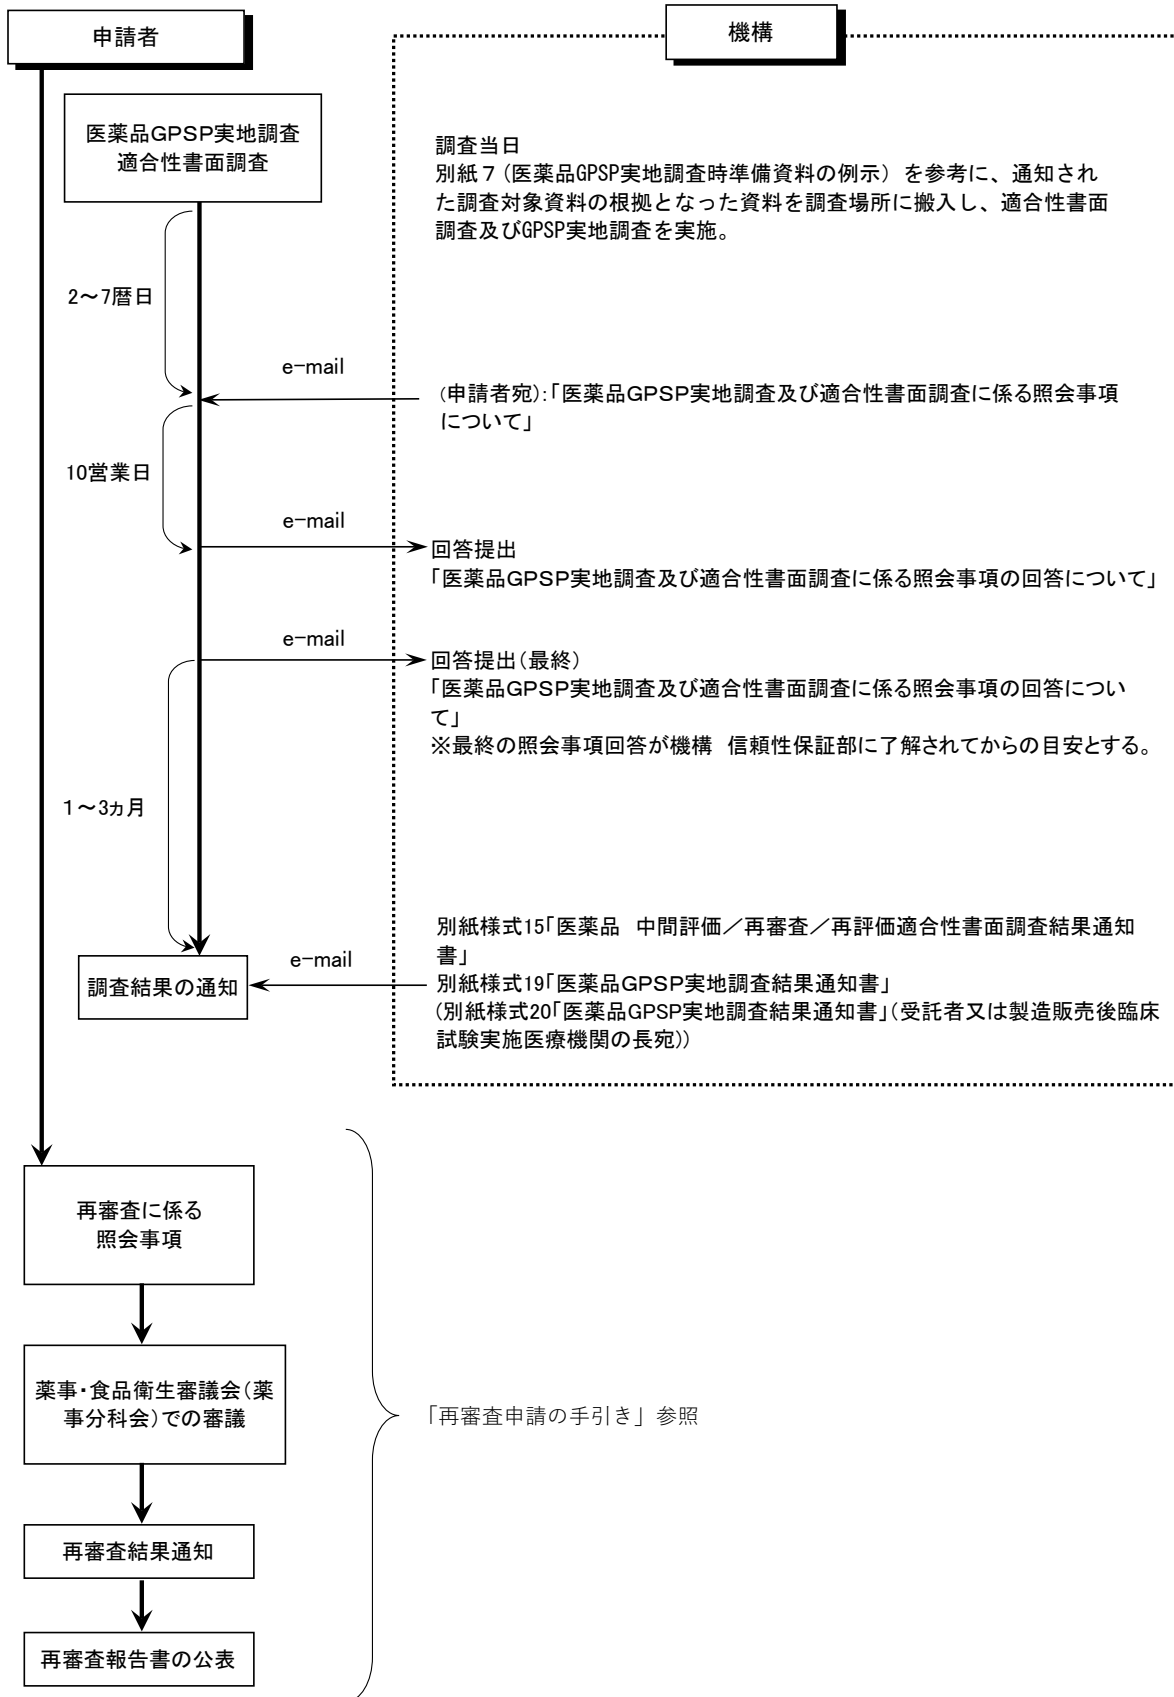 申請者
機構
医薬品GPSP実地調査
適合性書面調査
調査当日
別紙７（医薬品GPSP実地調査時準備資料の例示）を参考に、通知され
た調査対象資料の根拠となった資料を調査場所に搬入し、適合性書面
調査及びGPSP実地調査を実施。
2～7暦日
e-mail
（申請者宛）：「医薬品GPSP実地調査及び適合性書面調査に係る照会事項
について」
10営業日
e-mail
回答提出
「医薬品GPSP実地調査及び適合性書面調査に係る照会事項の回答について」
e-mail
回答提出（最終）
「医薬品GPSP実地調査及び適合性書面調査に係る照会事項の回答につい
て」
※最終の照会事項回答が機構　信頼性保証部に了解されてからの目安とする。
１～3ヵ月
別紙様式15「医薬品　中間評価／再審査／再評価適合性書面調査結果通知
書」
e-mail
調査結果の通知
別紙様式19「医薬品GPSP実地調査結果通知書」
(別紙様式20「医薬品GPSP実地調査結果通知書」（受託者又は製造販売後臨床
試験実施医療機関の長宛))
再審査に係る
照会事項
薬事・食品衛生審議会（薬
事分科会）での審議
「再審査申請の手引き」参照
再審査結果通知
再審査報告書の公表